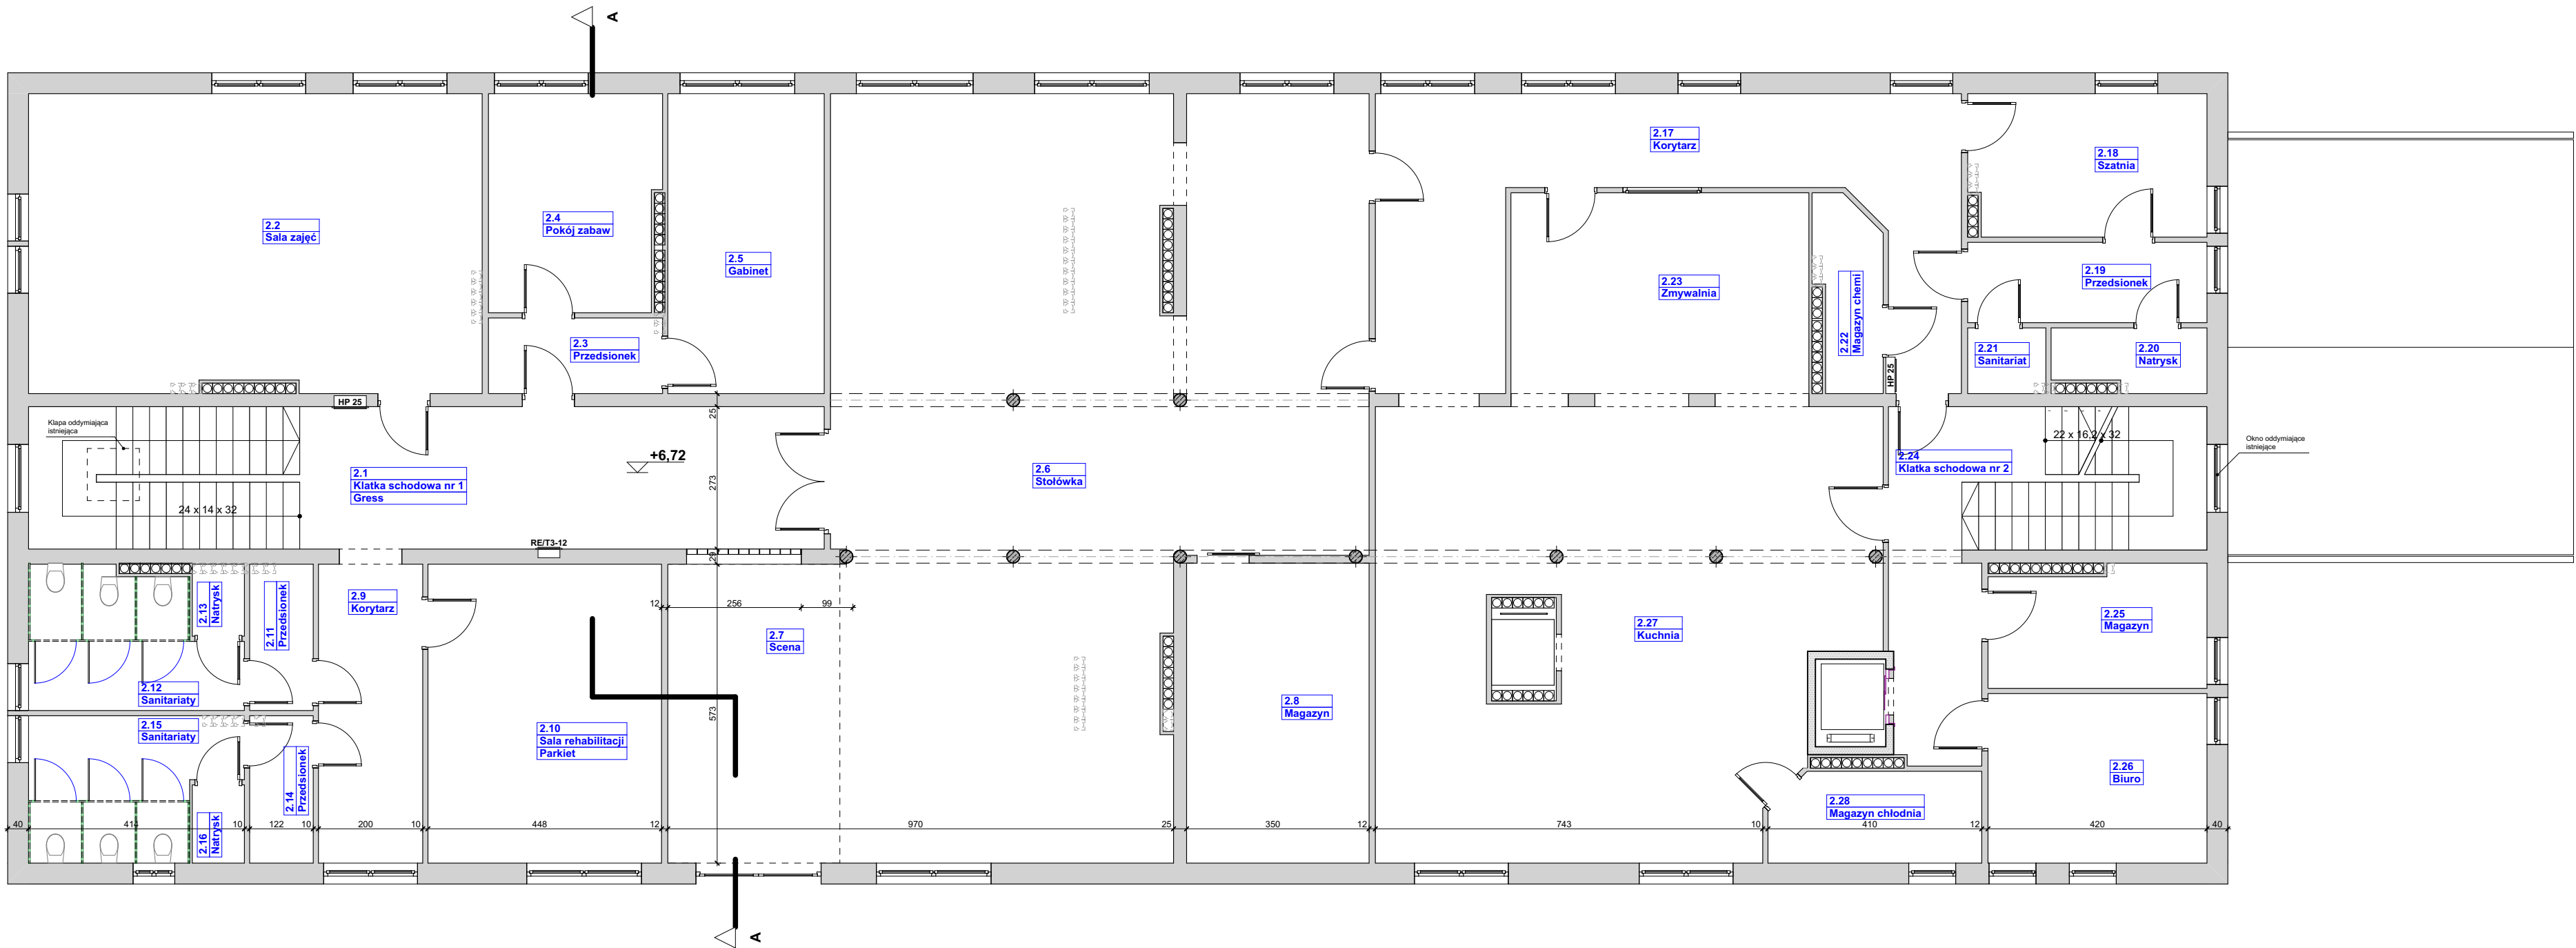 A
2.2
Sala zajęć
2.4
Pokój zabaw
2.5
Gabinet
2.3
Przedsionek
2.17
Korytarz
2.18
Szatnia
2.23
Zmywalnia
2.22
Magazyn chemi
2.19
Przedsionek
2.21
Sanitariat
2.20
Natrysk
HP 25
HP 25
Klapa oddymiająca
istniejąca
24 x 14 x 32
2.1
Klatka schodowa nr 1
Gress
+6,72
25
273
29
573
RE/T3-12
2.6
Stołówka
2.24
Klatka schodowa nr 2
22 x 16,2 x 32
Okno oddymiające
istniejące
2.13
Natrysk
2.11
Przedsionek
2.9
Korytarz
12
256
99
2.7
Scena
2.27
Kuchnia
2.25
Magazyn
2.12
Sanitariaty
2.15
Sanitariaty
2.10
Sala rehabilitacji
Parkiet
2.8
Magazyn
2.14
Przedsionek
2.16
Natrysk
2.26
Biuro
2.28
Magazyn chłodnia
40
414
10
122
10
200
10
448
12
970
25
350
12
743
10
410
12
420
40
A